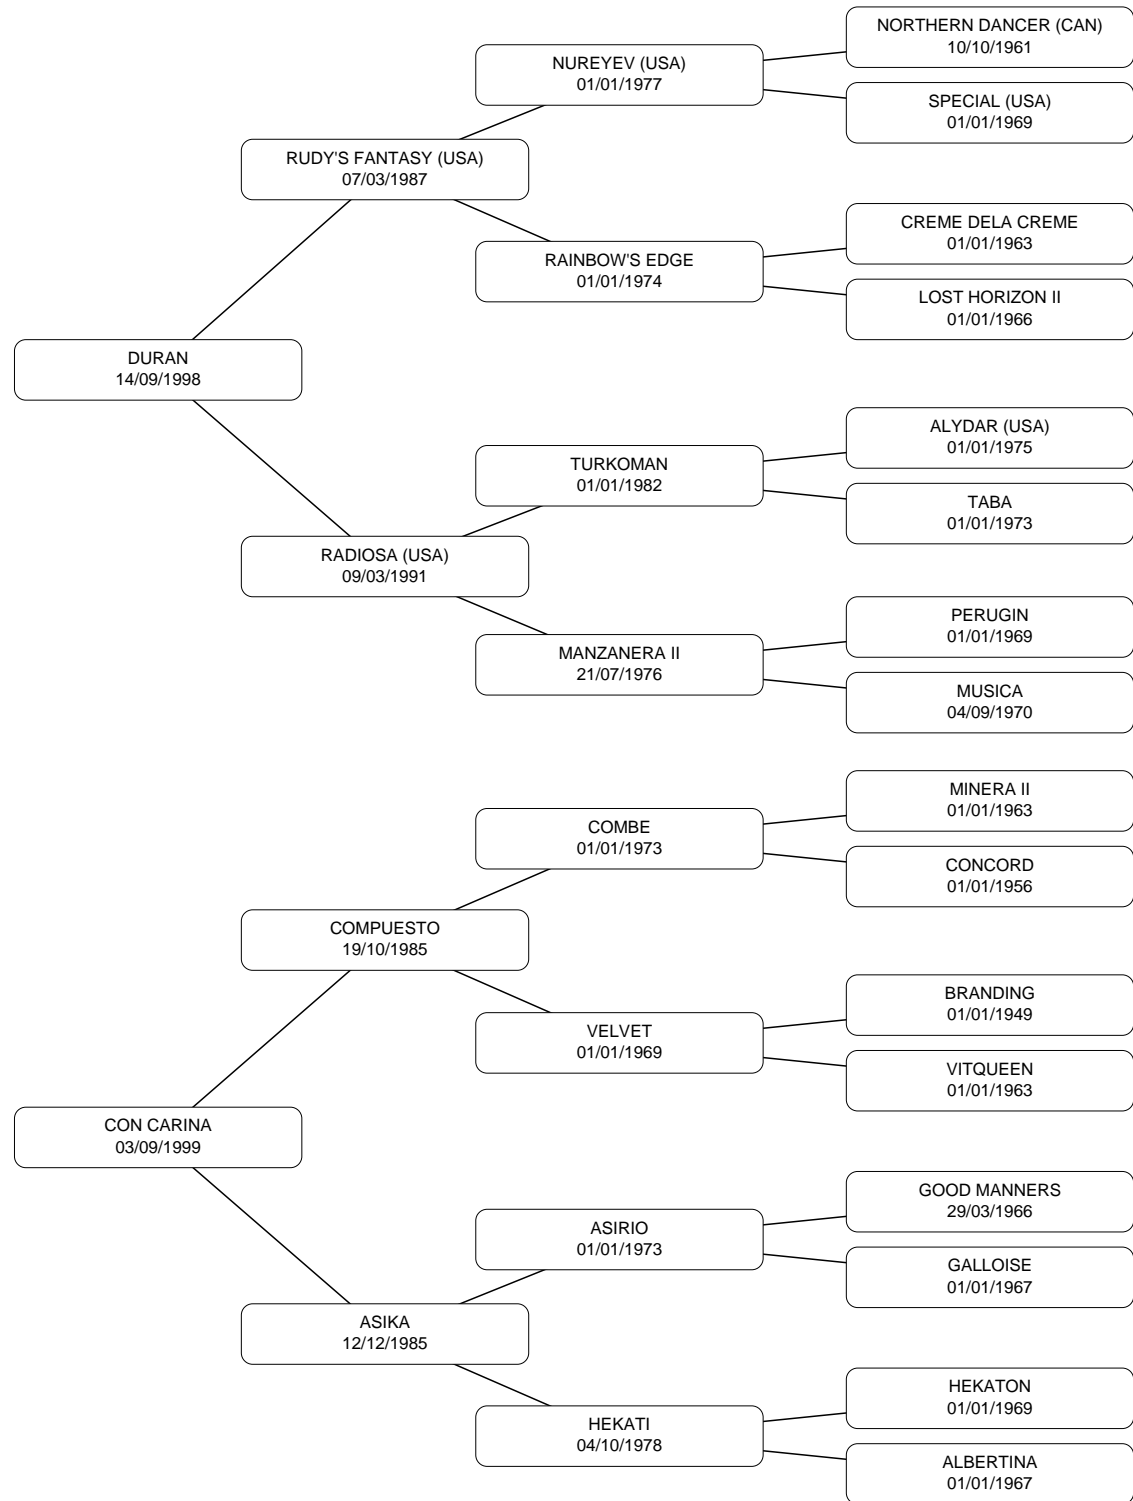 NORTHERN DANCER (CAN)
10/10/1961
NUREYEV (USA)
01/01/1977
SPECIAL (USA)
01/01/1969
RUDY'S FANTASY (USA)
07/03/1987
CREME DELA CREME
01/01/1963
RAINBOW'S EDGE
01/01/1974
LOST HORIZON II
01/01/1966
DURAN
14/09/1998
ALYDAR (USA)
01/01/1975
TURKOMAN
01/01/1982
TABA
01/01/1973
RADIOSA (USA)
09/03/1991
PERUGIN
01/01/1969
MANZANERA II
21/07/1976
MUSICA
04/09/1970
MINERA II
01/01/1963
COMBE
01/01/1973
CONCORD
01/01/1956
COMPUESTO
19/10/1985
BRANDING
01/01/1949
VELVET
01/01/1969
VITQUEEN
01/01/1963
CON CARINA
03/09/1999
GOOD MANNERS
29/03/1966
ASIRIO
01/01/1973
GALLOISE
01/01/1967
ASIKA
12/12/1985
HEKATON
01/01/1969
HEKATI
04/10/1978
ALBERTINA
01/01/1967